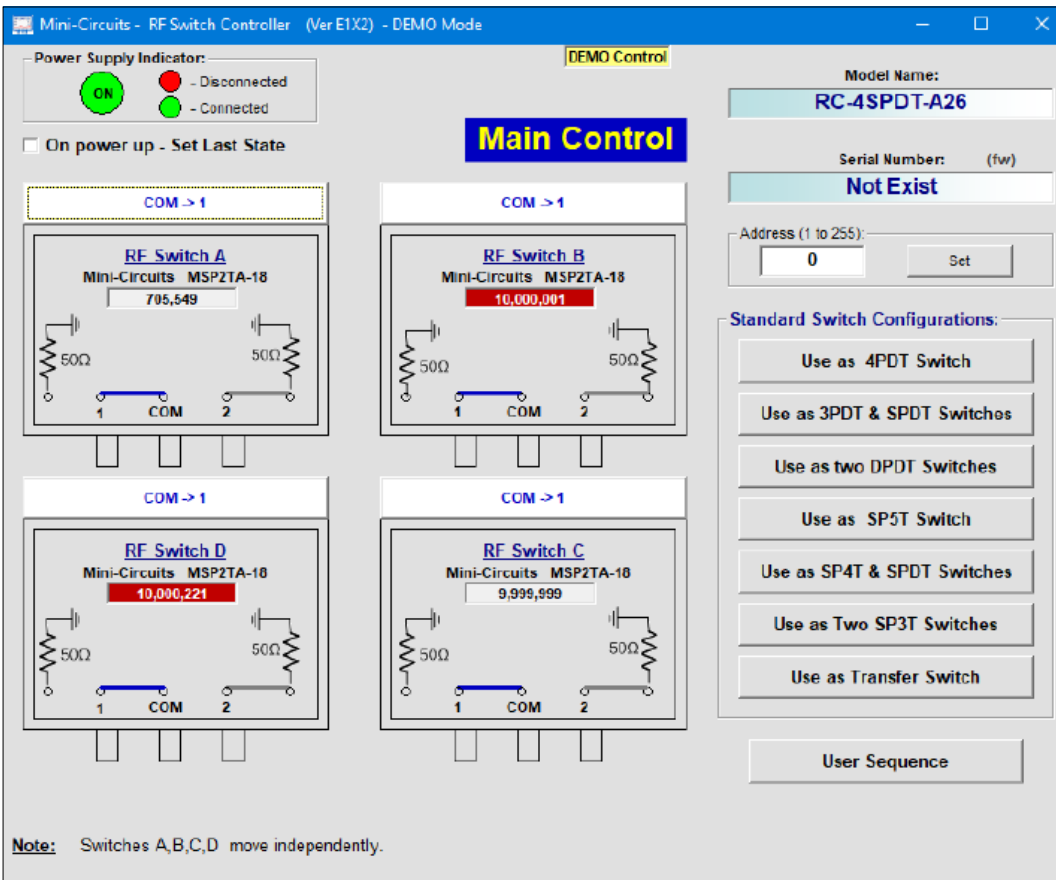 Mini-Circuits - RF Switch Controller (Ver E1X2) - DEMO Mode
Power Supply Indicator:
ON
- Disconnected
- Connected
DEMO Control
On power up - Set Last State
Main Control
Model Name:
RC-4SPDT-A26
Serial Number: (fw)
Not Exist
Address (1 to 255):
0 Set
COM -> 1
RF Switch A
Mini-Circuits MSP2TA-18
705,549
50Ω 50Ω
1 COM 2
COM -> 1
RF Switch B
Mini-Circuits MSP2TA-18
10,000,001
50Ω 50Ω
1 COM 2
COM -> 1
RF Switch D
Mini-Circuits MSP2TA-18
10,000,221
50Ω 50Ω
1 COM 2
COM -> 1
RF Switch C
Mini-Circuits MSP2TA-18
9,999,999
50Ω 50Ω
1 COM 2
Standard Switch Configurations:
Use as 4PDT Switch
Use as 3PDT & SPDT Switches
Use as two DPDT Switches
Use as SP5T Switch
Use as SP4T & SPDT Switches
Use as Two SP3T Switches
Use as Transfer Switch
User Sequence
Note: Switches A,B,C,D move independently.